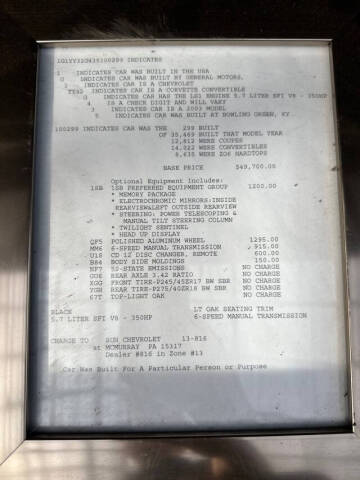 1G1YY32G435100299 INDICATES
1 INDICATES CAR WAS BUILT IN THE USA
G INDICATES CAR WAS BUILT BY GENERAL MOTORS.
1 INDICATES CAR IS A CHEVROLET
YY32 INDICATES CAR IS A CORVETTE CONVERTIBLE
G INDICATES CAR HAS THE LS1 ENGINE 5.7 LITER SFI V8 - 350HP
4 IS A CHECK DIGIT AND WILL VARY
3 INDICATES CAR IS A 2003 MODEL
5 INDICATES CAR WAS BUILT AT BOWLING GREEN, KY
100299 INDICATES CAR WAS THE 299 BUILT
OF 35,469 BUILT THAT MODEL YEAR
12,812 WERE COUPES
14,022 WERE CONVERTIBLES
8,635 WERE ZO6 HARDTOPS
BASE PRICE $49,700.00
Optional Equipment Includes:
1SB 1SB PREFERRED EQUIPMENT GROUP 1200.00
* MEMORY PACKAGE
* ELECTROCHROMIC MIRRORS:INSIDE
REARVIEW&LEFT OUTSIDE REARVIEW
* STEERING: POWER TELESCOPING &
MANUAL TILT STEERING COLUMN
* TWILIGHT SENTINEL
* HEAD UP DISPLAY
QF5 POLISHED ALUMINUM WHEEL 1295.00
MM6 6-SPEED MANUAL TRANSMISSION 915.00
U1S CD 12 DISC CHANGER, REMOTE 600.00
B84 BODY SIDE MOLDINGS 150.00
NF7 50-STATE EMISSIONS NO CHARGE
GU6 REAR AXLE 3.42 RATIO NO CHARGE
XGG FRONT TIRE-P245/45ZR17 BW SBR NO CHARGE
YGH REAR TIRE-P275/40ZR18 BW SBR NO CHARGE
67T TOP-LIGHT OAK NO CHARGE
BLACK LT OAK SEATING TRIM
5.7 LITER SFI V8 - 350HP 6-SPEED MANUAL TRANSMISSION
CHARGE TO SUN CHEVROLET 13-816
at MCMURRAY PA 15317
Dealer #816 in Zone #13
Car Was Built For A Particular Person or Purpose